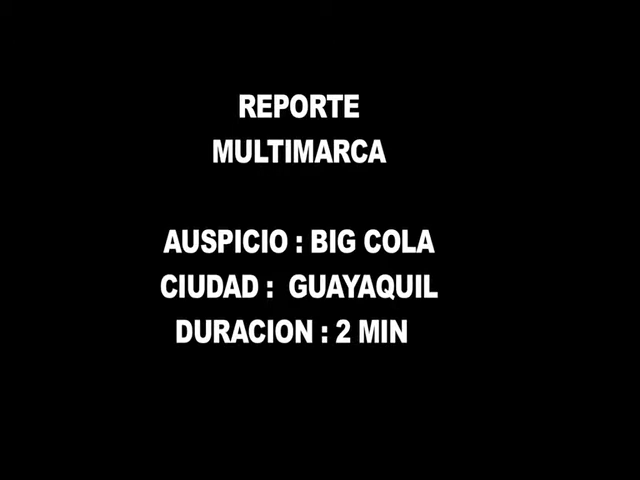 REPORTE
MULTIMARCA
AUSPICIO : BIG COLA
CIUDAD : GUAYAQUIL
DURACION : 2 MIN